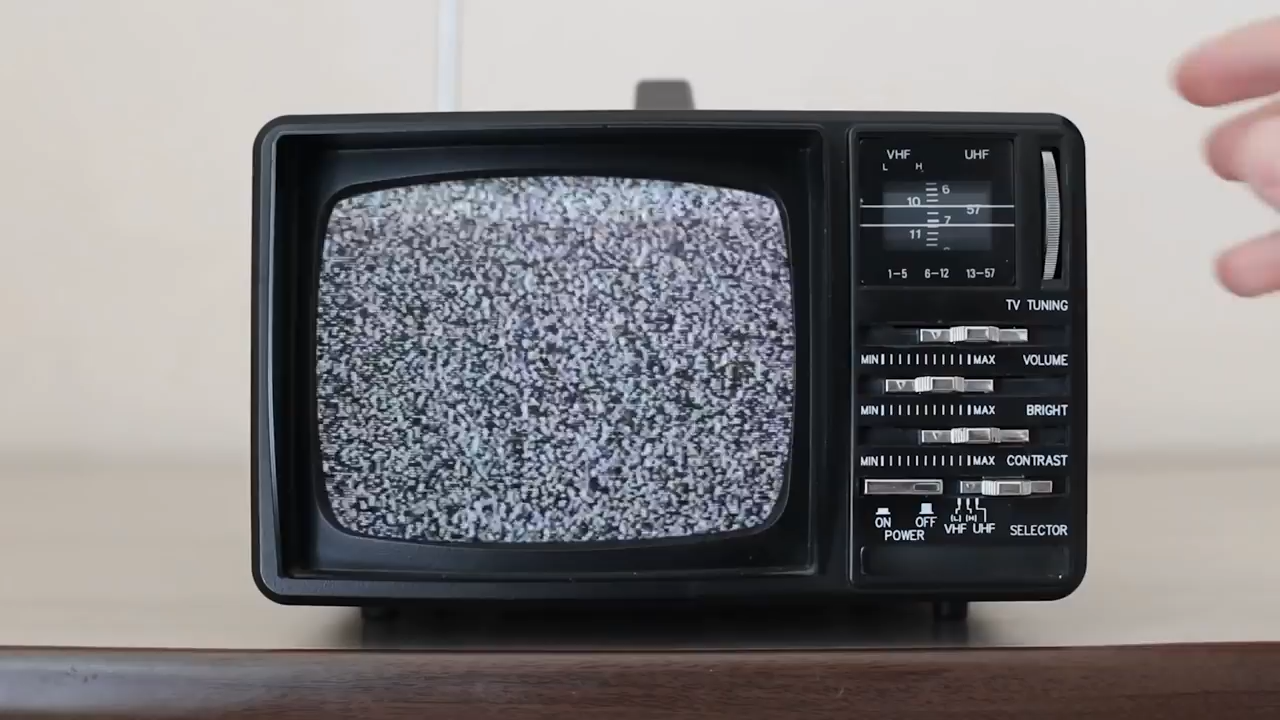 VHF UHF
L H
6
10 57
7
11
1-5 6-12 13-57
TV TUNING
MIN MAX VOLUME
MIN MAX BRIGHT
MIN MAX CONTRAST
ON OFF (L) (H)
VHF UHF SELECTOR
POWER